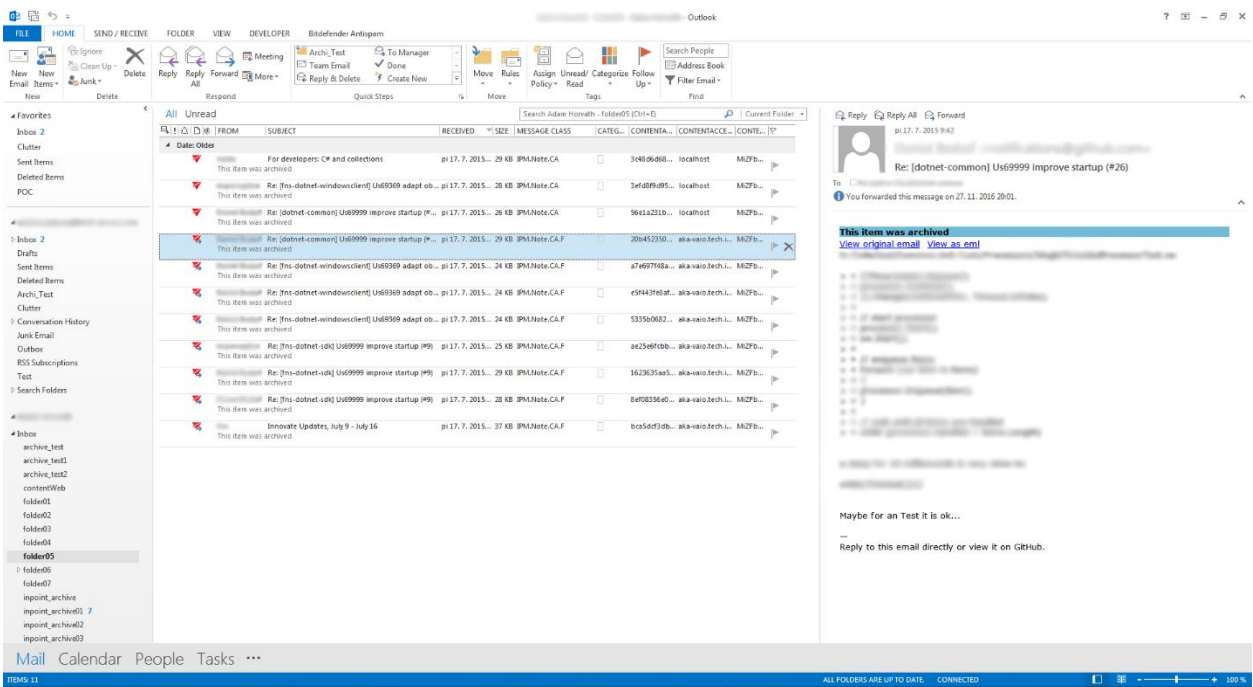 Outlook
FILE HOME SEND / RECEIVE FOLDER VIEW DEVELOPER Bitdefender Antispam
Ignore Meeting Archi_Test To Manager Search People
Clean Up Team Email Done Address Book
New Email New Items Junk Delete Reply Reply All Forward More Reply & Delete Create New Move Rules Assign Policy Unread/ Read Categorize Follow Up Filter Email
New Delete Respond Quick Steps Move Tags Find
Favorites
Inbox 2
Clutter
Sent Items
Deleted Items
POC
Inbox 2
Drafts
Sent Items
Deleted Items
Archi_Test
Clutter
Conversation History
Junk Email
Outbox
RSS Subscriptions
Test
Search Folders
Inbox
archive_test
archive_test1
archive_test2
contentWeb
folder01
folder02
folder03
folder04
folder05
folder06
folder07
inpoint_archive
inpoint_archive01 7
inpoint_archive02
inpoint_archive03
All Unread Search Adam Horvath - folder05 (Ctrl+E) Current Folder
FROM SUBJECT RECEIVED SIZE MESSAGE CLASS CATEG... CONTENTA... CONTENTACCE... CONTE...
Date: Older
For developers: C# and collections pi 17. 7. 2015... 29 KB IPM.Note.CA 3c48d6d68... localhost MiZFb...
This item was archived
Re: [fns-dotnet-windowsclient] Us69369 adapt ob... pi 17. 7. 2015... 28 KB IPM.Note.CA 3efd8f9d95... localhost MiZFb...
This item was archived
Re: [dotnet-common] Us69999 improve startup (#... pi 17. 7. 2015... 26 KB IPM.Note.CA 56e1a231b... localhost MiZFb...
This item was archived
Re: [dotnet-common] Us69999 improve startup (#... pi 17. 7. 2015... 29 KB IPM.Note.CA.F 20b452350... aka-vaio.tech.i... MiZFb...
This item was archived
Re: [fns-dotnet-windowsclient] Us69369 adapt ob... pi 17. 7. 2015... 24 KB IPM.Note.CA.F a7e697f48a... aka-vaio.tech.i... MiZFb...
This item was archived
Re: [fns-dotnet-windowsclient] Us69369 adapt ob... pi 17. 7. 2015... 24 KB IPM.Note.CA.F e5f443fe8af... aka-vaio.tech.i... MiZFb...
This item was archived
Re: [fns-dotnet-windowsclient] Us69369 adapt ob... pi 17. 7. 2015... 24 KB IPM.Note.CA.F 5335b0682... aka-vaio.tech.i... MiZFb...
This item was archived
Re: [fns-dotnet-sdk] Us69999 improve startup (#9) pi 17. 7. 2015... 25 KB IPM.Note.CA.F ae25e6fcbb... aka-vaio.tech.i... MiZFb...
This item was archived
Re: [fns-dotnet-sdk] Us69999 improve startup (#9) pi 17. 7. 2015... 29 KB IPM.Note.CA.F 1623635aa5... aka-vaio.tech.i... MiZFb...
This item was archived
Re: [fns-dotnet-sdk] Us69999 improve startup (#9) pi 17. 7. 2015... 28 KB IPM.Note.CA.F 8ef08356e0... aka-vaio.tech.i... MiZFb...
This item was archived
Innovate Updates, July 9 - July 16 pi 17. 7. 2015... 37 KB IPM.Note.CA.F bca5dcf3db... aka-vaio.tech.i... MiZFb...
This item was archived
Reply Reply All Forward
pi 17. 7. 2015 9:42
Re: [dotnet-common] Us69999 improve startup (#26)
To
You forwarded this message on 27. 11. 2016 20:01.
This item was archived
View original email View as eml
Maybe for an Test it is ok...
—
Reply to this email directly or view it on GitHub.
Mail Calendar People Tasks ...
ITEMS: 11 ALL FOLDERS ARE UP TO DATE. CONNECTED 100 %